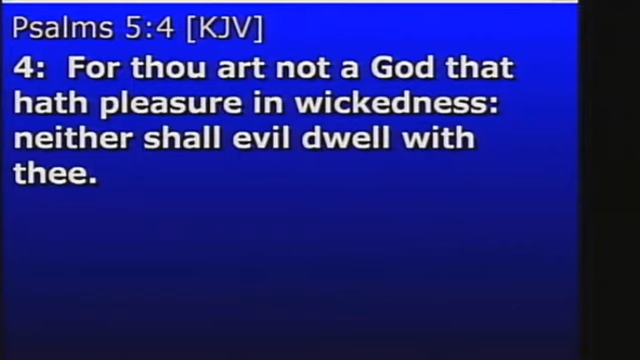 Psalms 5:4 [KJV]
4: For thou art not a God that
hath pleasure in wickedness:
neither shall evil dwell with
thee.